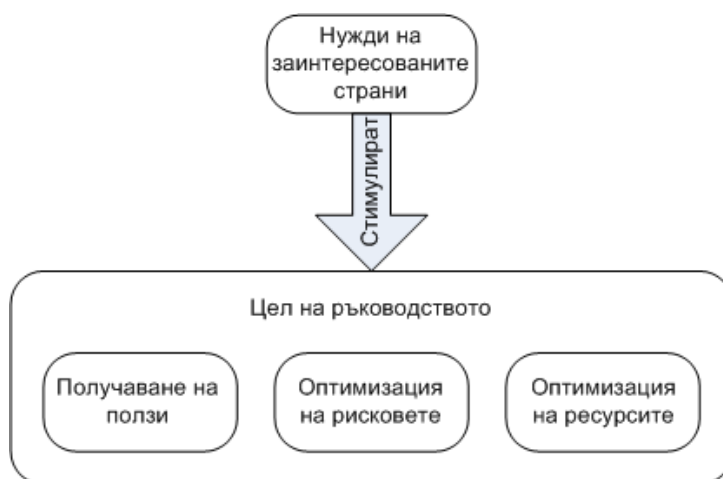 Нужди на
заинтересованите
страни
Стимулират
Цел на ръководството
Получаване на
ползи
Оптимизация
на рисковете
Оптимизация
на ресурсите